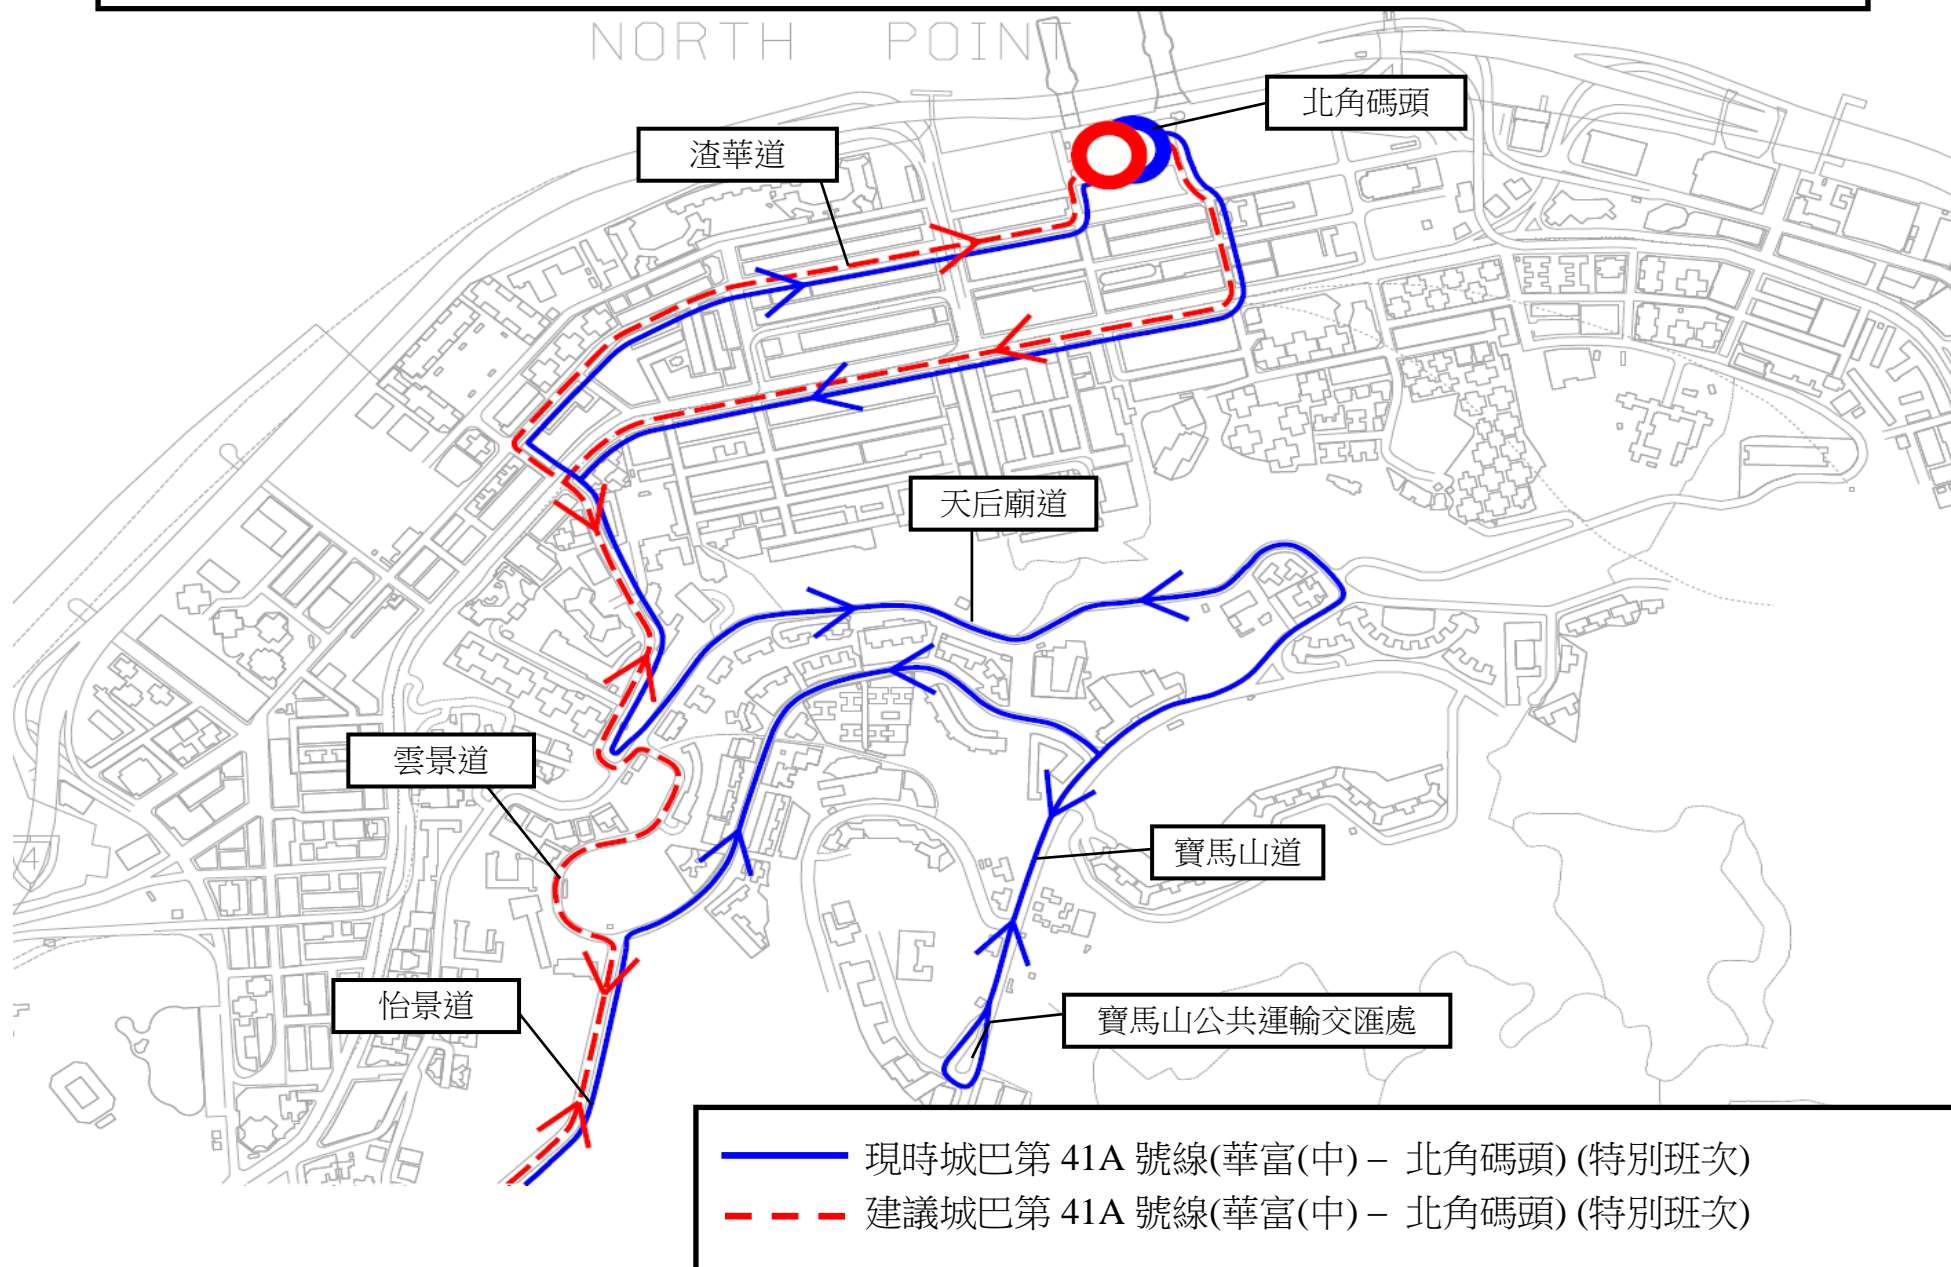 NORTH POINT
北角碼頭
渣華道
天后廟道
雲景道
寶馬山道
怡景道
寶馬山公共運輸交匯處
4
現時城巴第 41A 號線(華富(中) – 北角碼頭) (特別班次)
建議城巴第 41A 號線(華富(中) – 北角碼頭) (特別班次)